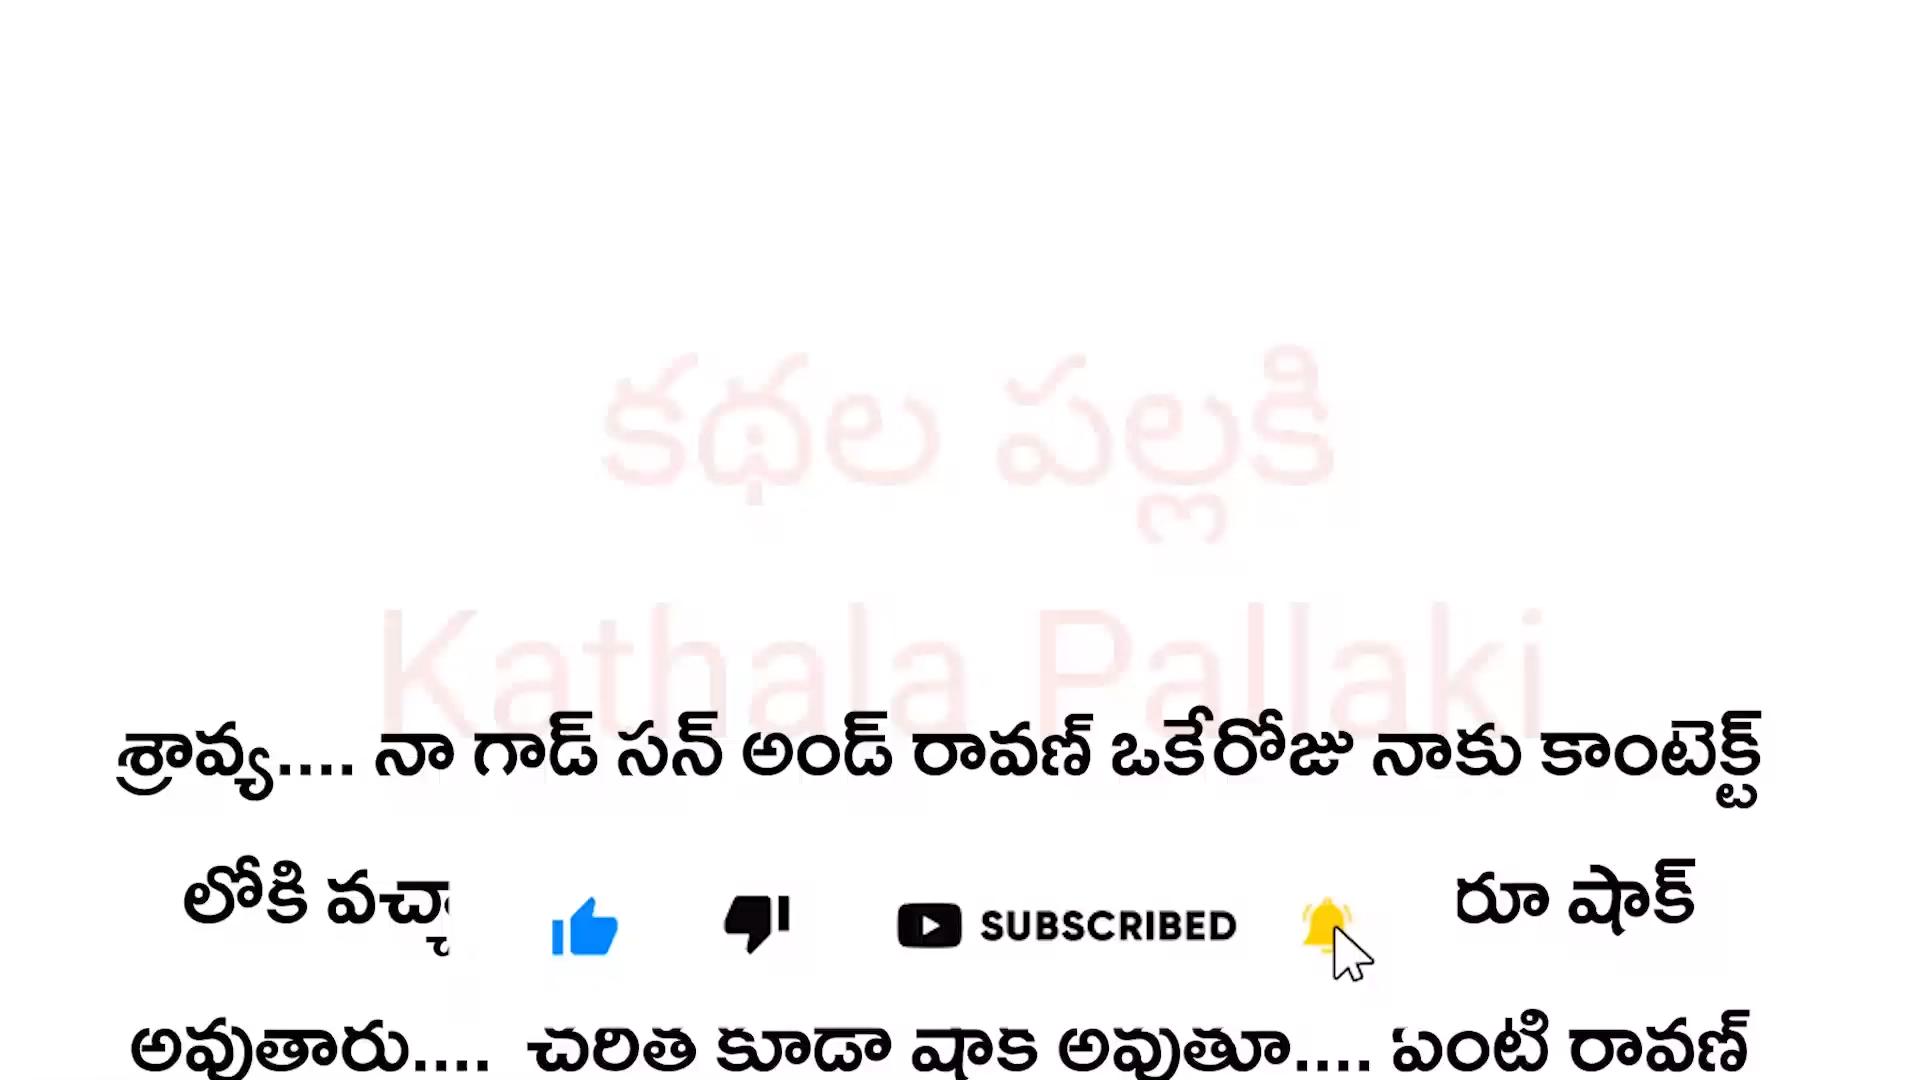 కథల పల్లకి
Kathala Pallaki
శ్రావ్య.... నా గాడ్ సన్ అండ్ రావణ్ ఒకేరోజు నాకు కాంటెక్ట్
లోకి షాక్
SUBSCRIBED
అవుతారు.... చరిత కూడా షాక్ అవుతూ.... ఏంటి రావణ్